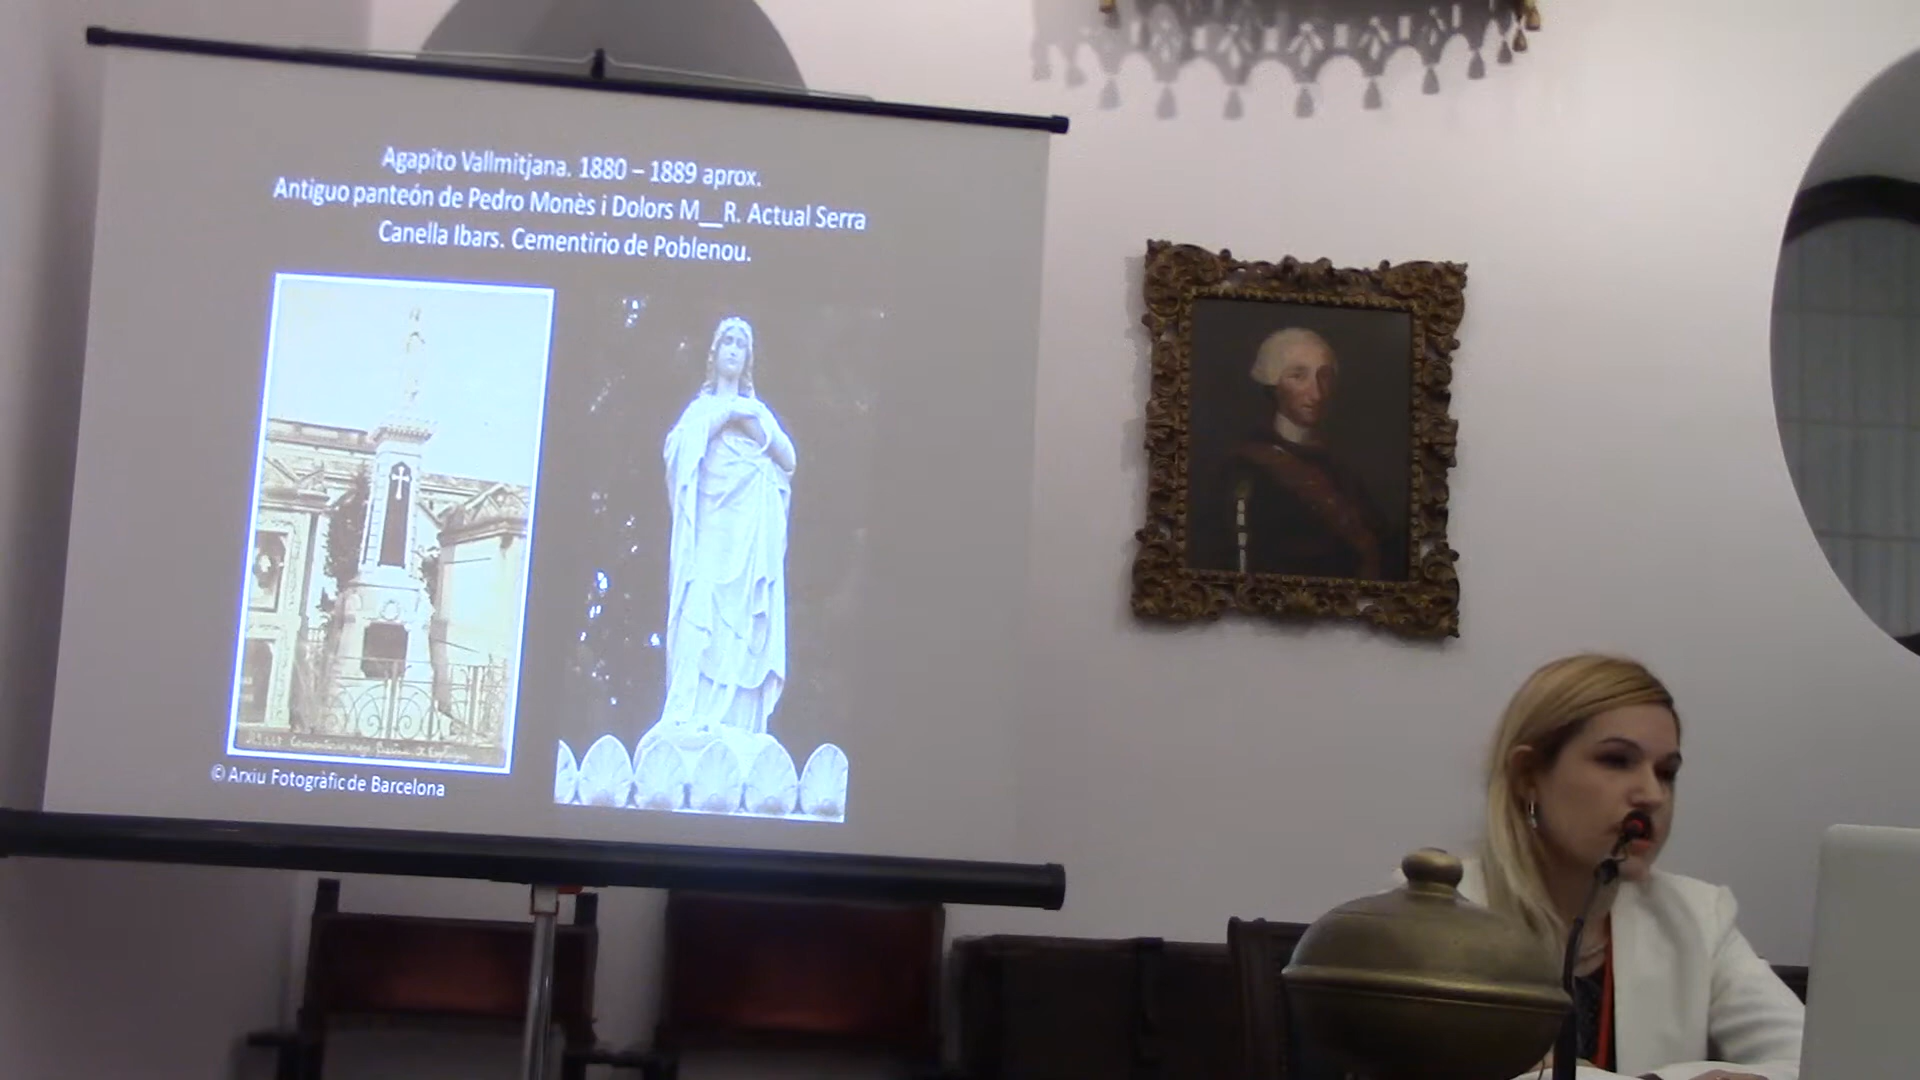 Agapito Vallmitjana. 1880 – 1889 aprox.
Antiguo panteón de Pedro Monès i Dolors M__R. Actual Serra
Canella Ibars. Cementirio de Poblenou.
© Arxiu Fotogràfic de Barcelona